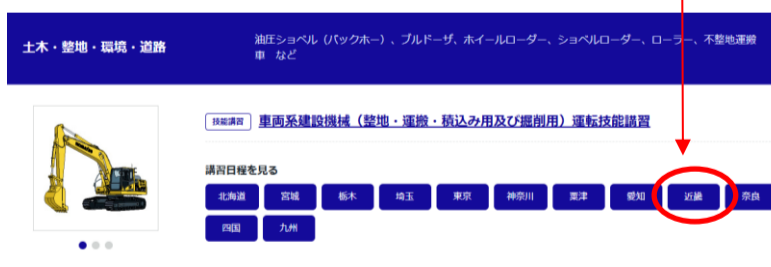 土木・整地・環境・道路
油圧ショベル（バックホー）、ブルドーザ、ホイールローダー、ショベルローダー、ローラー、不整地運搬
車 など
技能講習 車両系建設機械（整地・運搬・積込み用及び掘削用）運転技能講習
講習日程を見る
北海道 宮城 栃木 埼玉 東京 神奈川 粟津 愛知 近畿 奈良
四国 九州